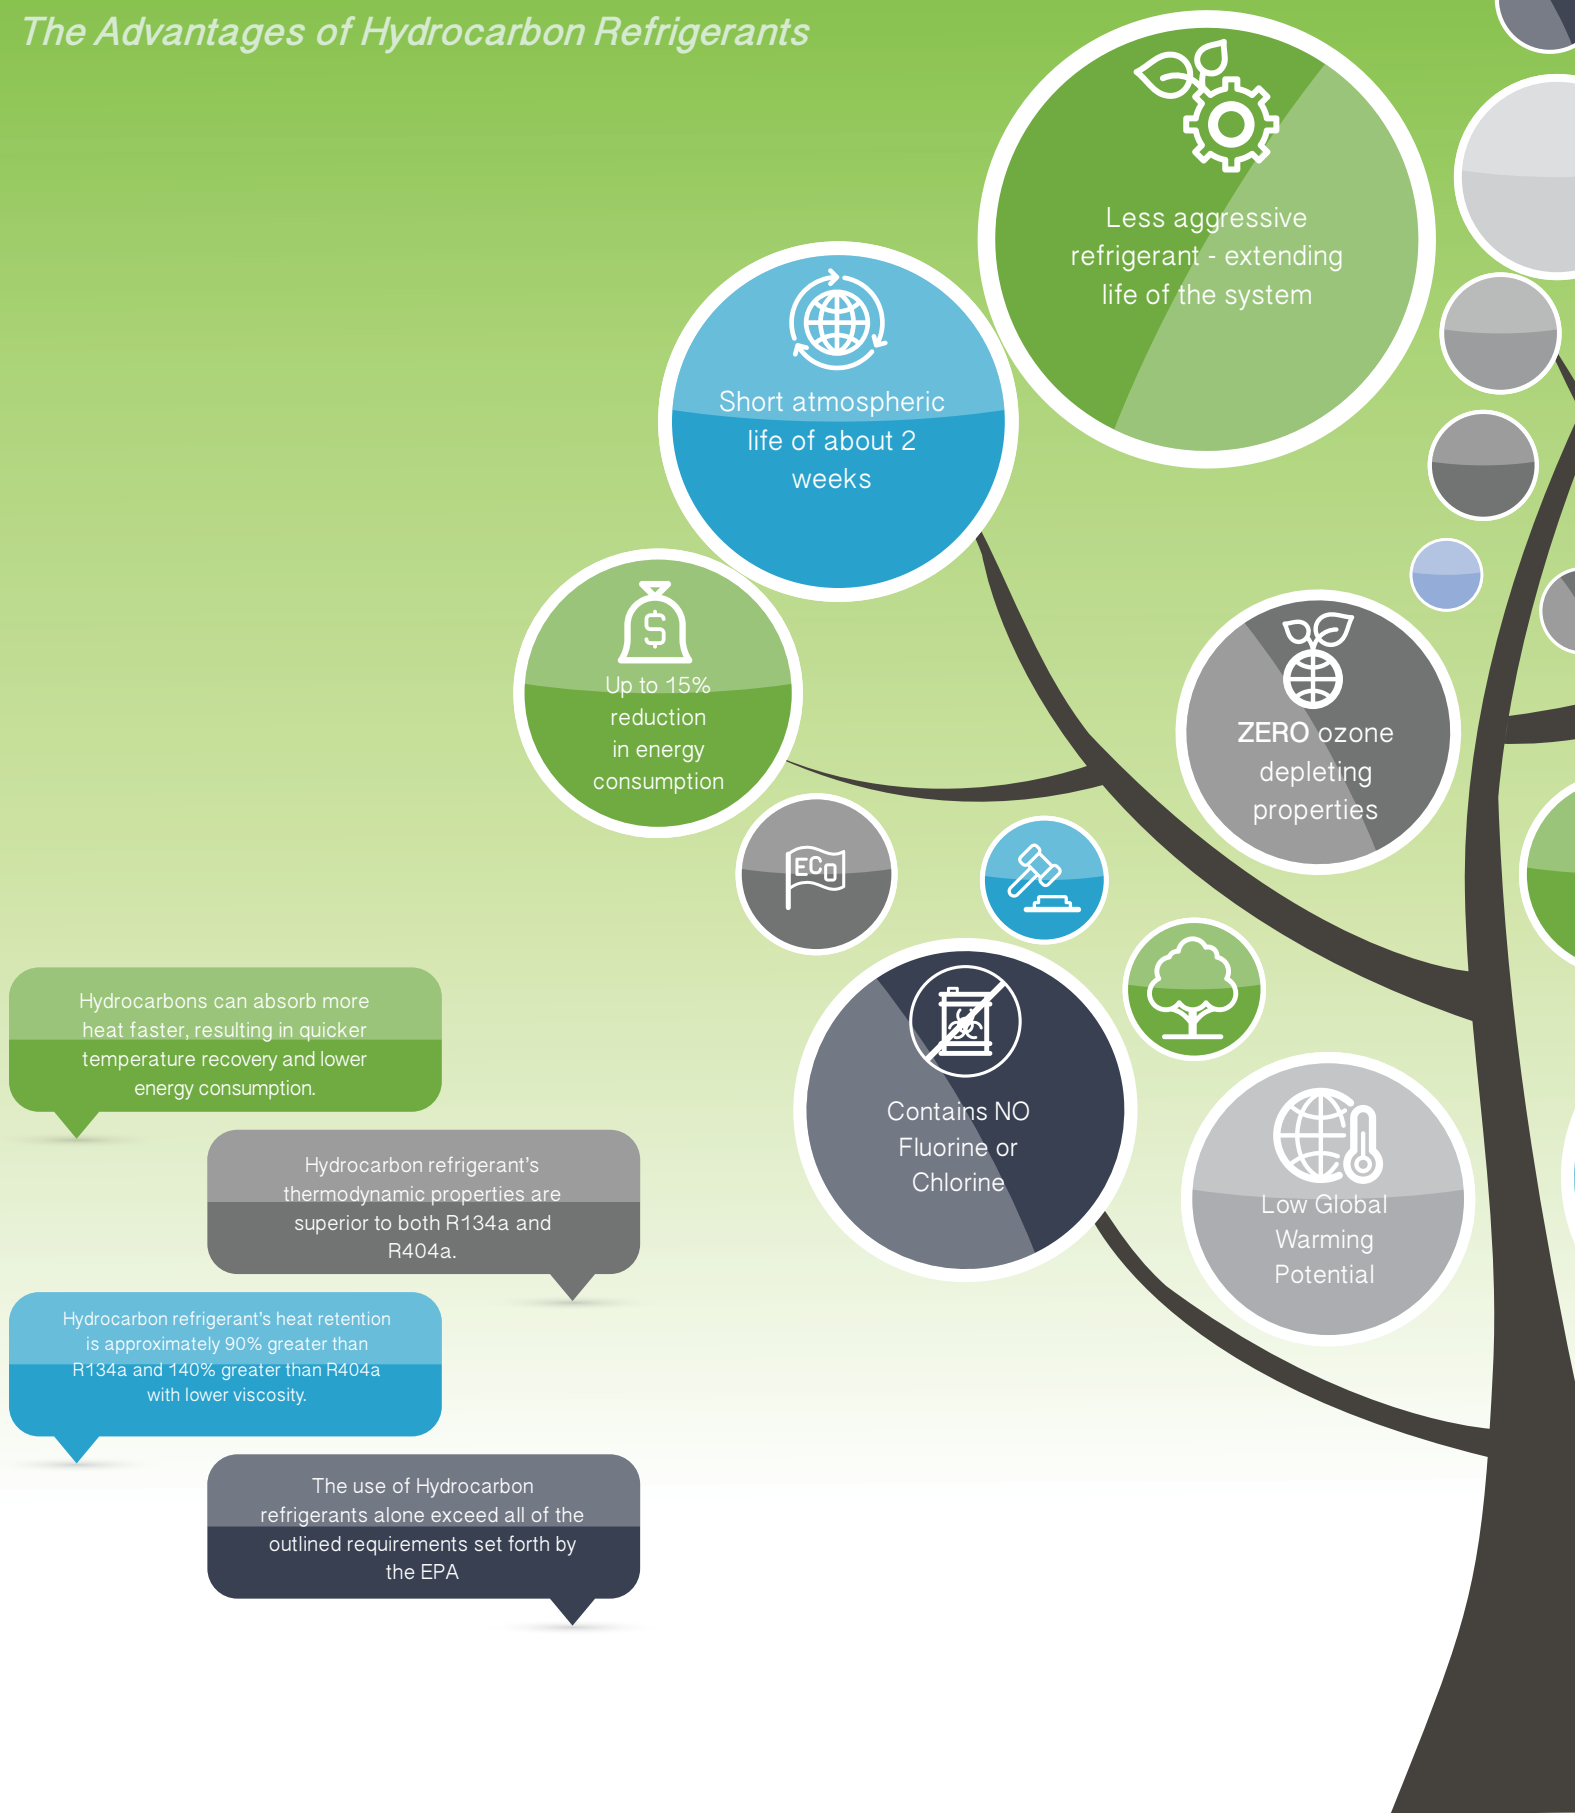 The Advantages of Hydrocarbon Refrigerants
Less aggressive
refrigerant - extending
life of the system
Short atmospheric
life of about 2
weeks
Up to 15%
reduction
in energy
consumption
ZERO ozone
depleting
properties
ECO
Contains NO
Fluorine or
Chlorine
Low Global
Warming
Potential
Hydrocarbons can absorb more
heat faster, resulting in quicker
temperature recovery and lower
energy consumption.
Hydrocarbon refrigerant's
thermodynamic properties are
superior to both R134a and
R404a.
Hydrocarbon refrigerant's heat retention
is approximately 90% greater than
R134a and 140% greater than R404a
with lower viscosity.
The use of Hydrocarbon
refrigerants alone exceed all of the
outlined requirements set forth by
the EPA